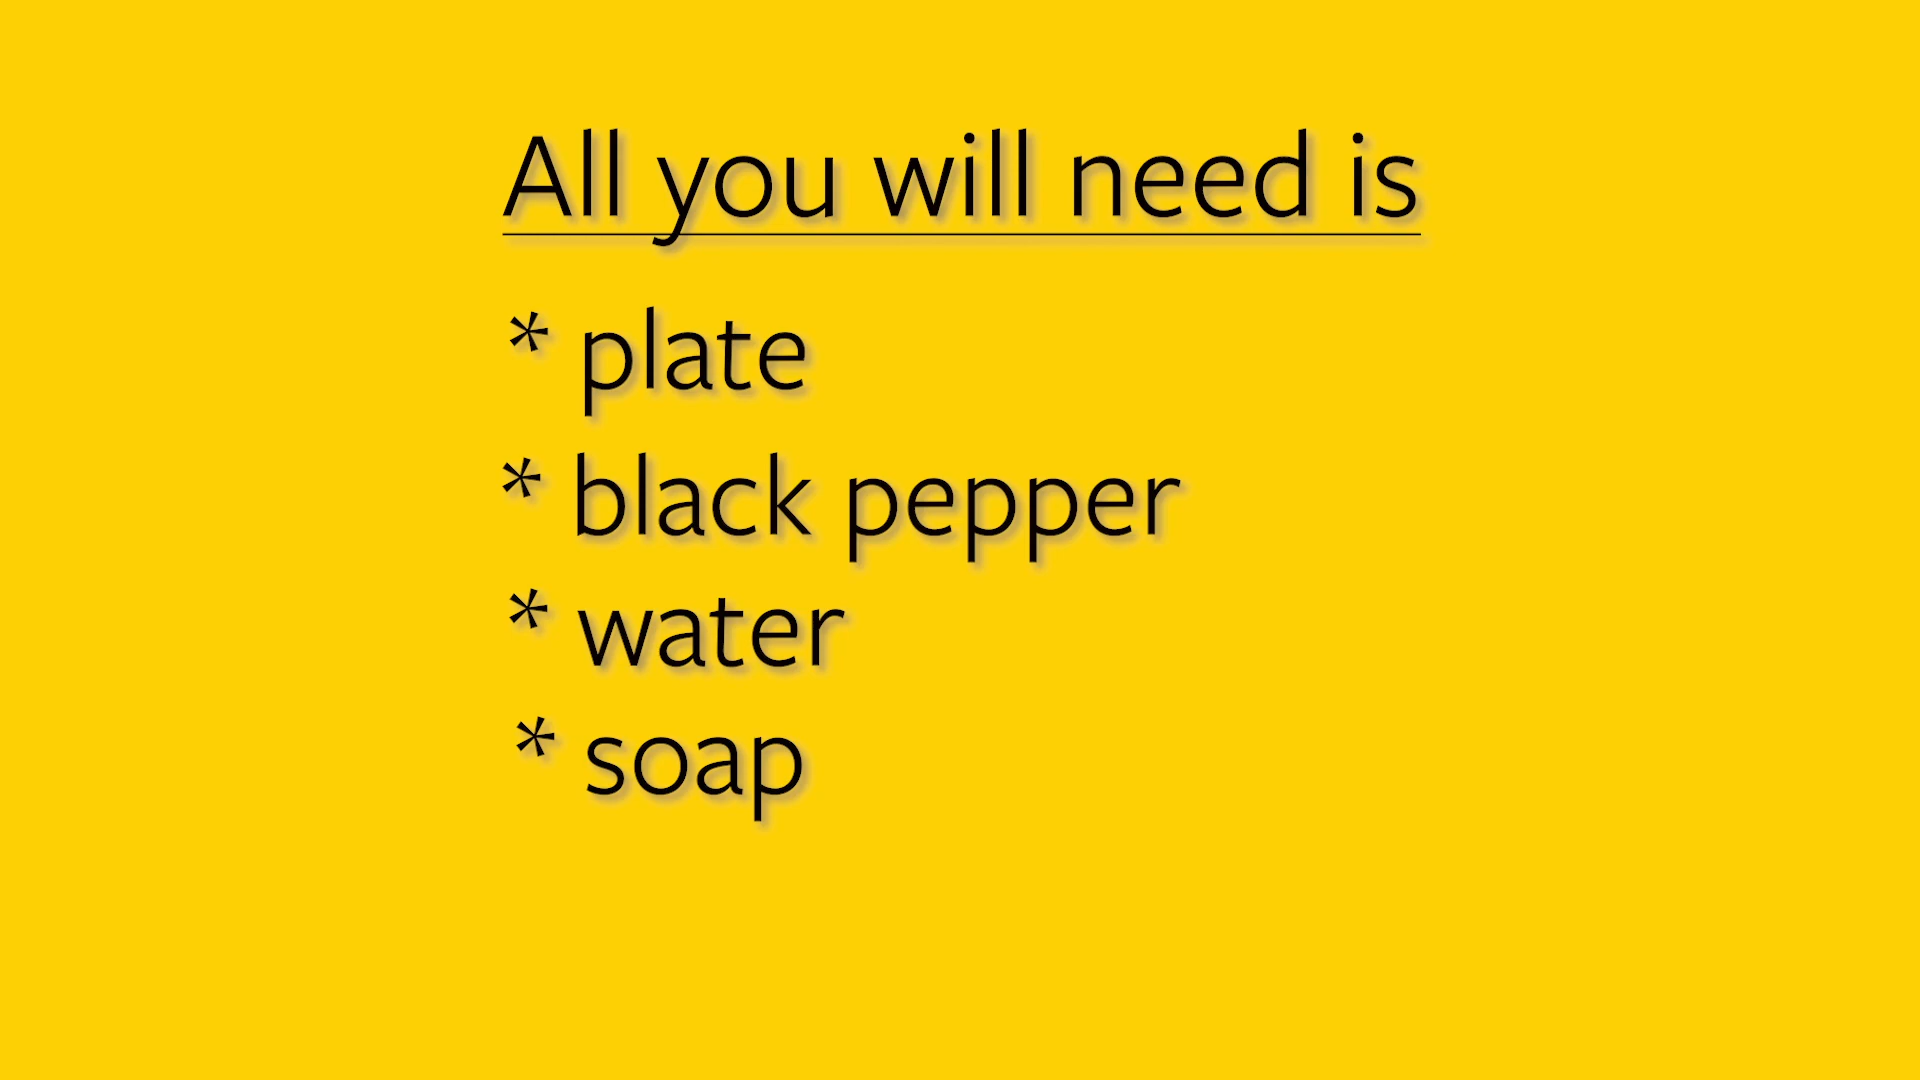 All you will need is
* plate
* black pepper
* water
* soap